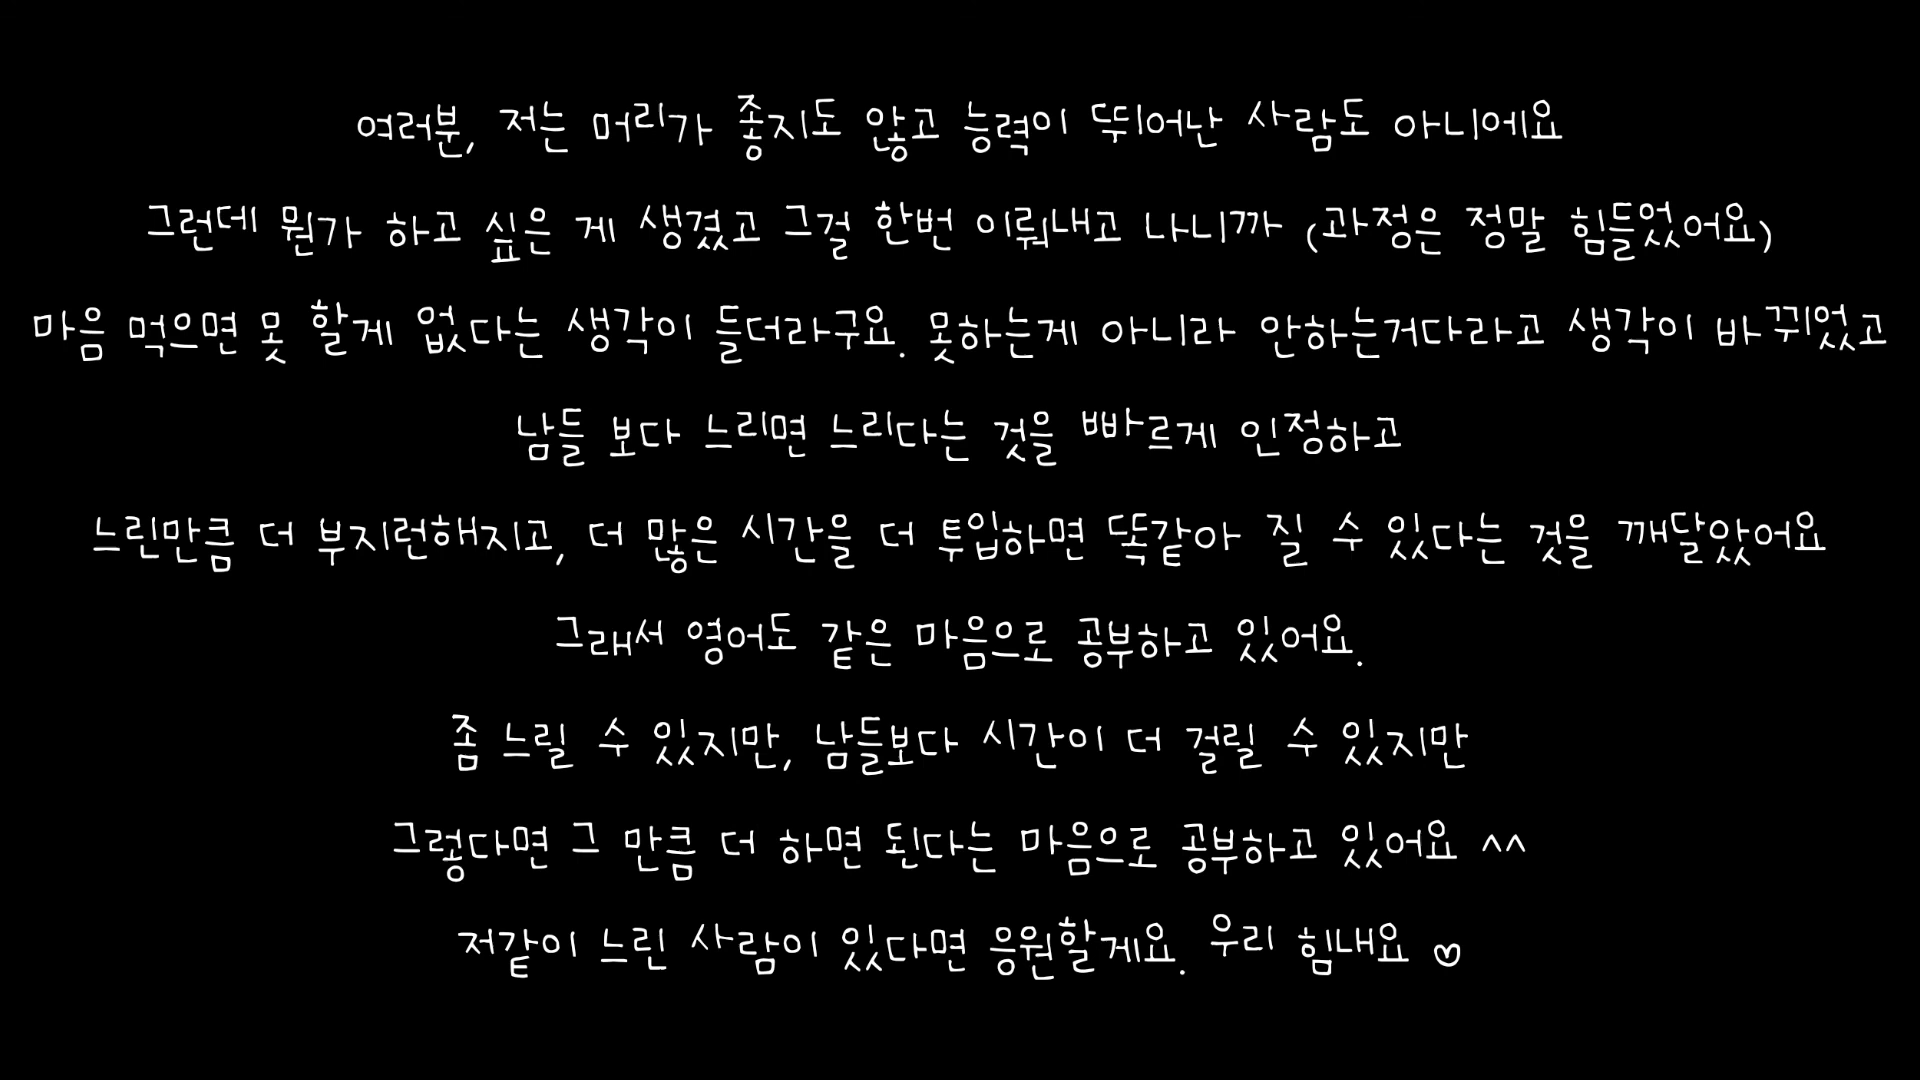 여러분, 저는 머리가 좋지도 않고 능력이 뛰어난 사람도 아니에요
그런데 뭔가 하고 싶은 게 생겼고 그걸 한번 이뤄내고 나니까 (과정은 정말 힘들었어요)
마음 먹으면 못 할게 없다는 생각이 들더라구요. 못하는게 아니라 안하는거다라고 생각이 바뀌었고
남들 보다 느리면 느리다는 것을 빠르게 인정하고
느린만큼 더 부지런해지고, 더 많은 시간을 더 투입하면 똑같아 질 수 있다는 것을 깨달았어요
그래서 영어도 같은 마음으로 공부하고 있어요.
좀 느릴 수 있지만, 남들보다 시간이 더 걸릴 수 있지만
그렇다면 그 만큼 더 하면 된다는 마음으로 공부하고 있어요 ^^
저같이 느린 사람이 있다면 응원할게요. 우리 힘내요 ♡